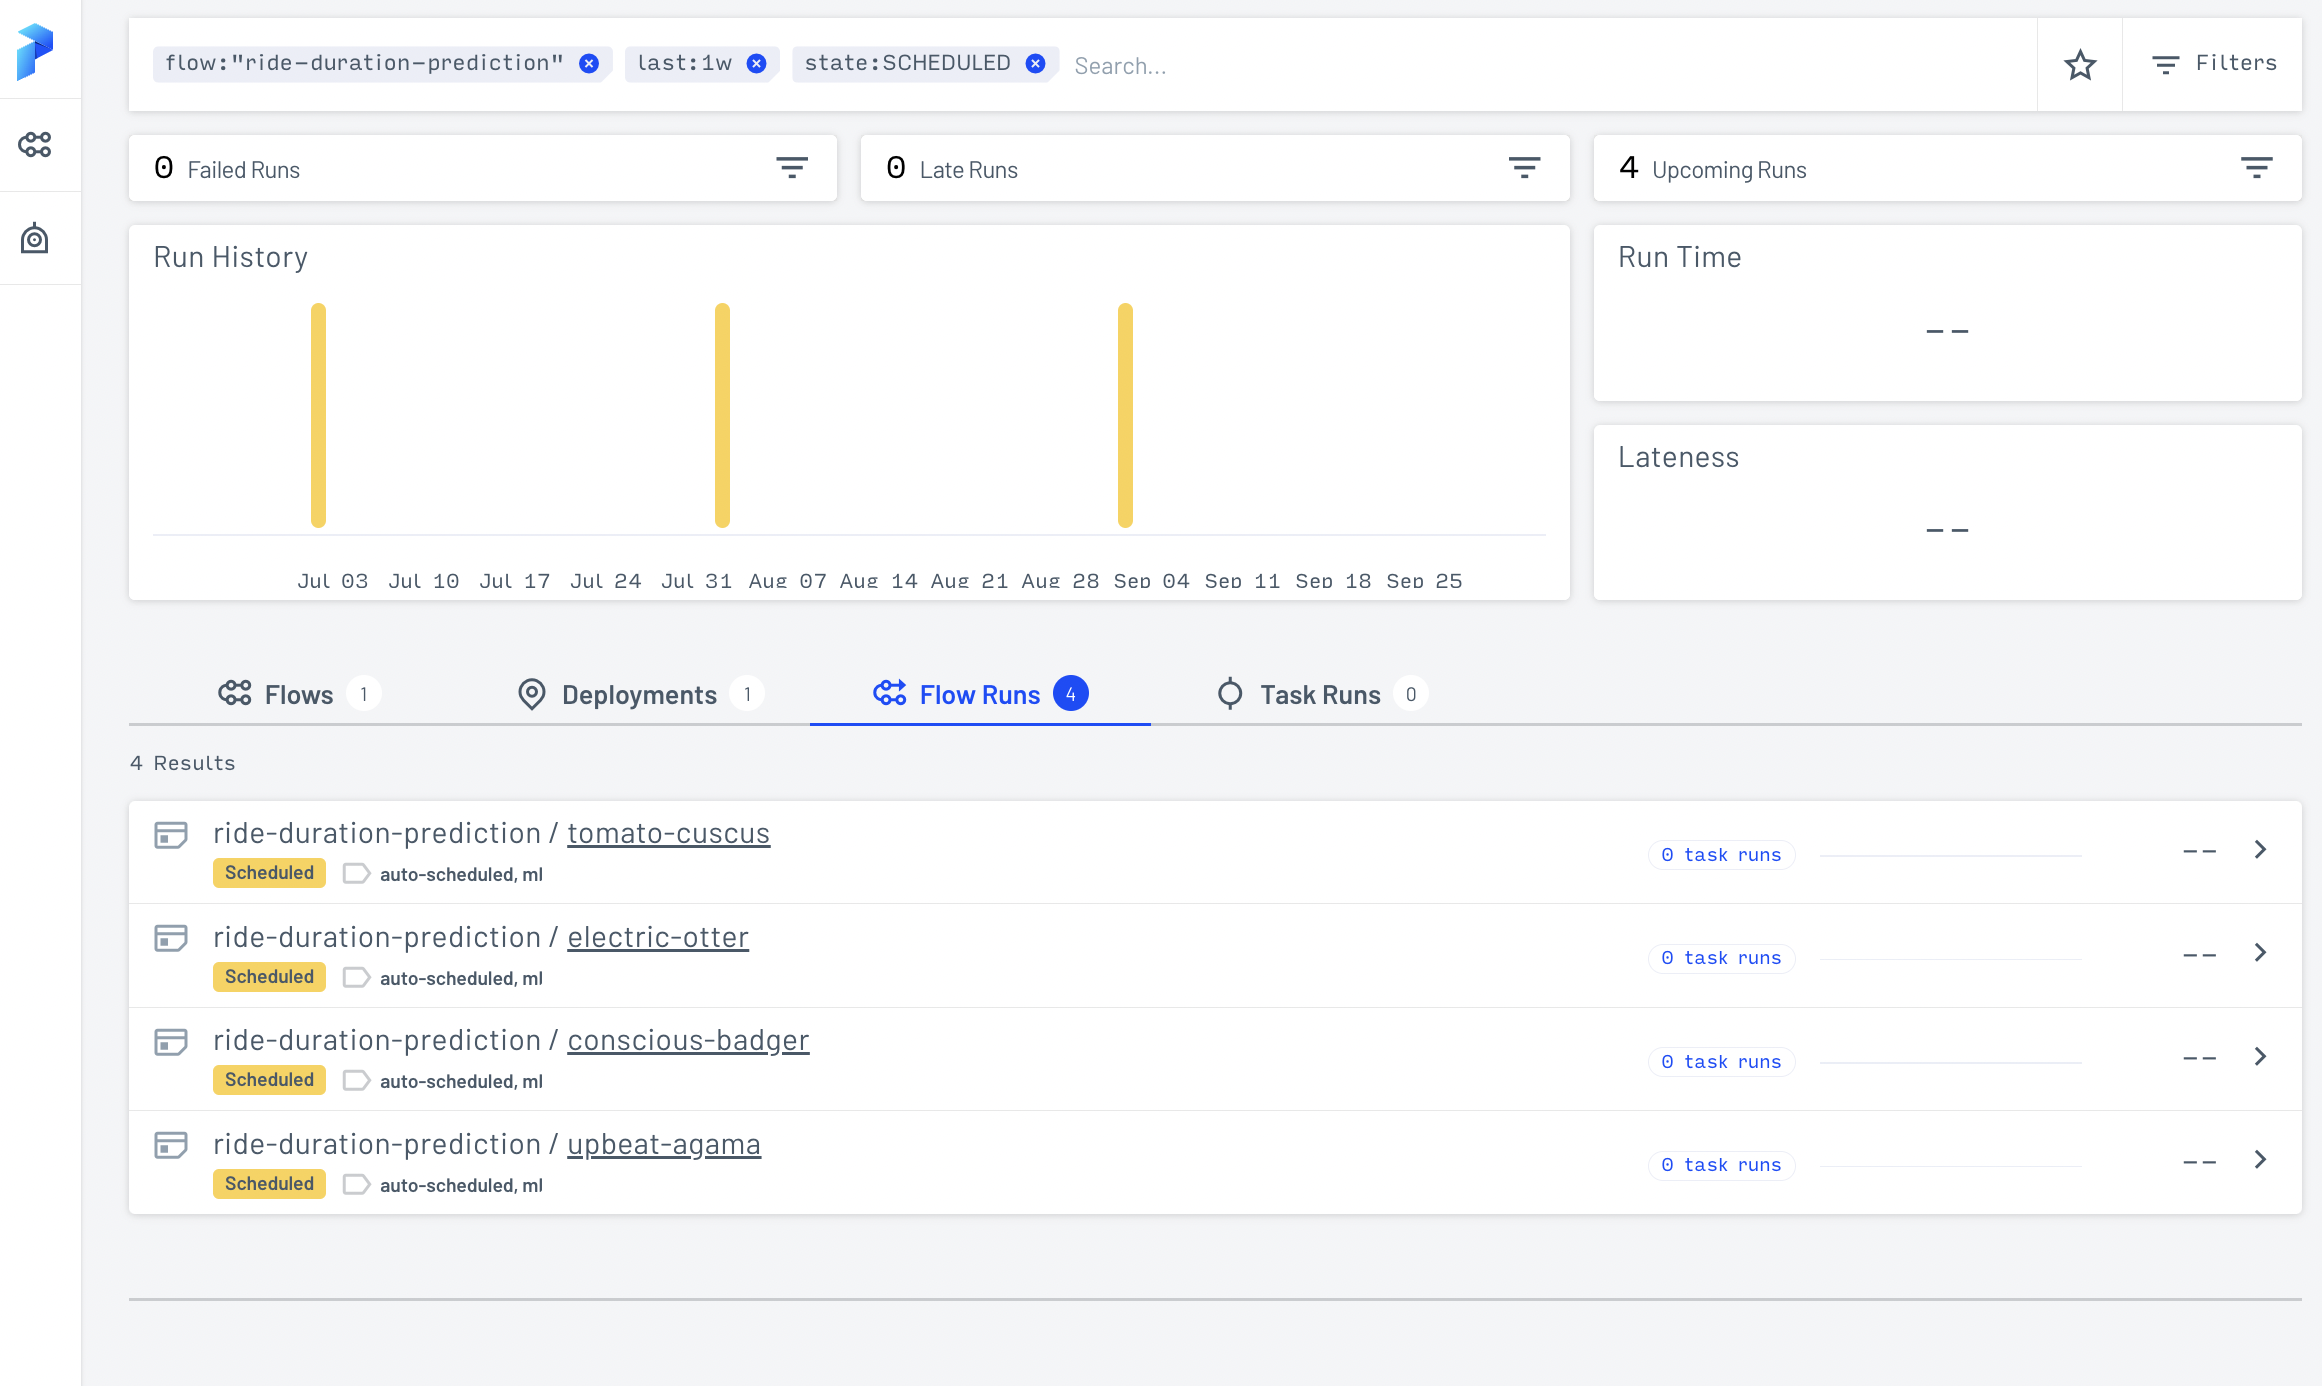 flow:"ride-duration-prediction" last:1w state:SCHEDULED Search... Filters
0 Failed Runs
0 Late Runs
4 Upcoming Runs
Run History
Jul 03 Jul 10 Jul 17 Jul 24 Jul 31 Aug 07 Aug 14 Aug 21 Aug 28 Sep 04 Sep 11 Sep 18 Sep 25
Run Time
--
Lateness
--
Flows 1 Deployments 1 Flow Runs 4 Task Runs 0
4 Results
ride-duration-prediction / tomato-cuscus
Scheduled auto-scheduled, ml
0 task runs --
ride-duration-prediction / electric-otter
Scheduled auto-scheduled, ml
0 task runs --
ride-duration-prediction / conscious-badger
Scheduled auto-scheduled, ml
0 task runs --
ride-duration-prediction / upbeat-agama
Scheduled auto-scheduled, ml
0 task runs --